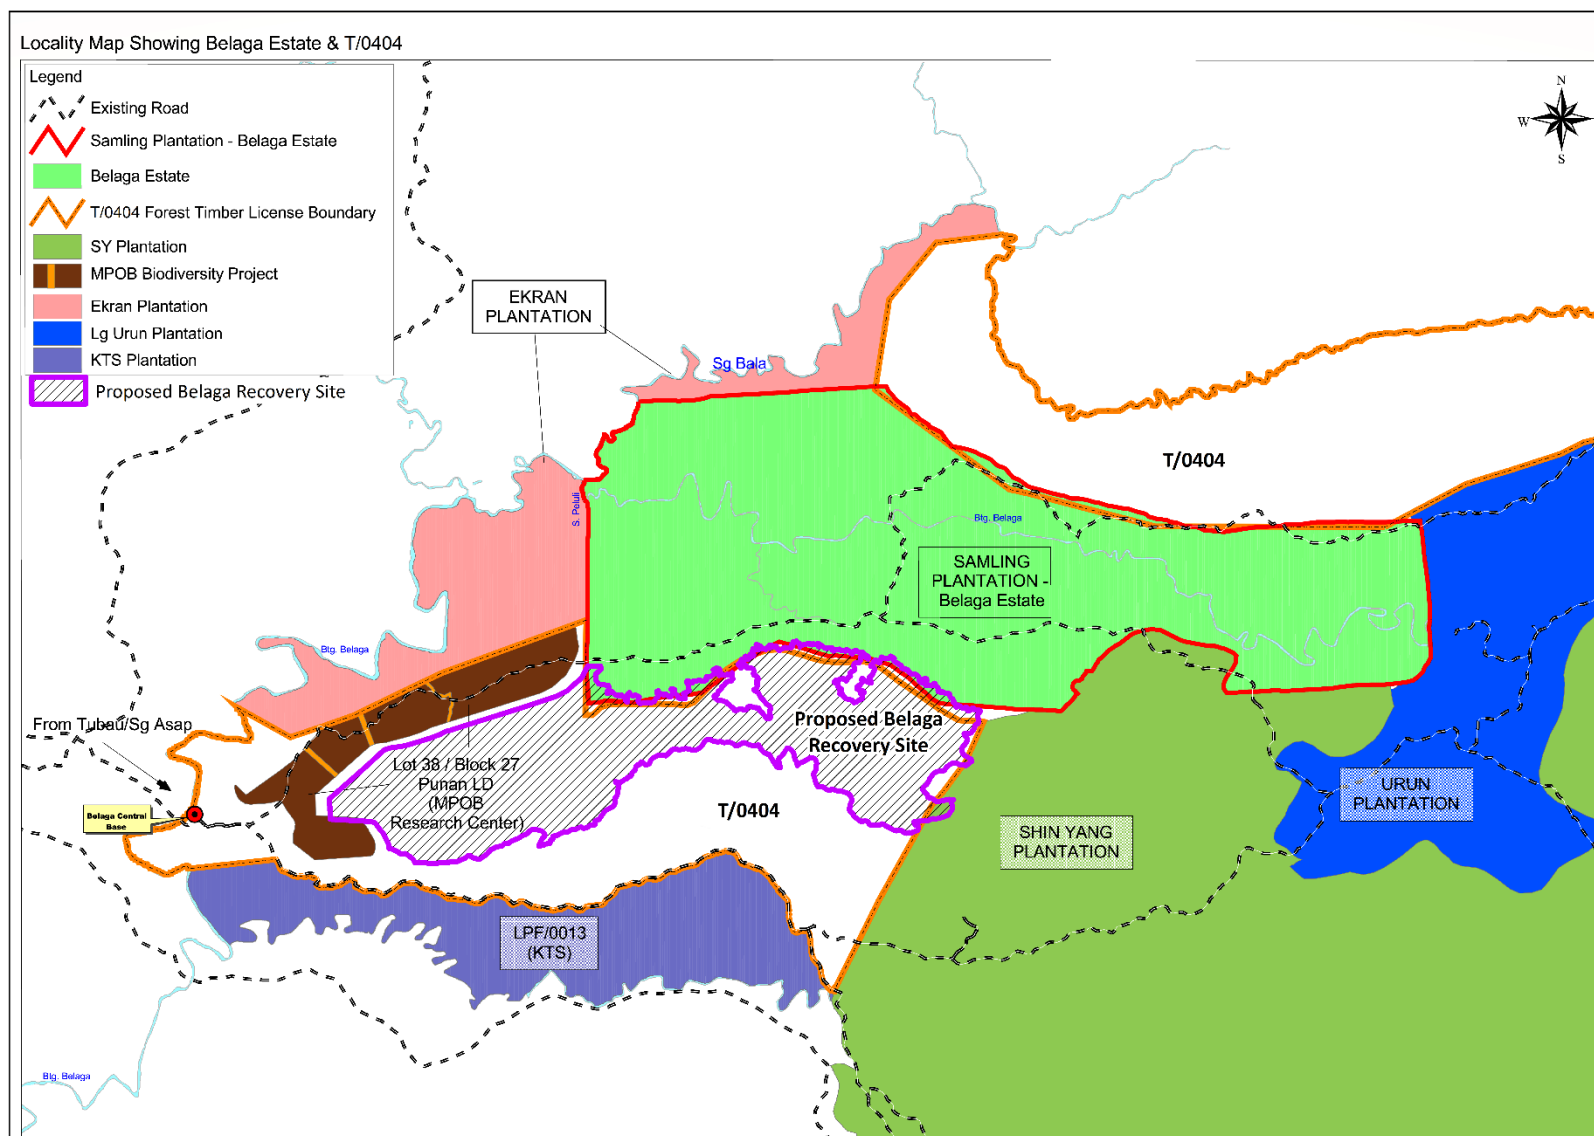 Locality Map Showing Belaga Estate & T/0404
Legend
Existing Road
Samling Plantation - Belaga Estate
Belaga Estate
T/0404 Forest Timber License Boundary
SY Plantation
MPOB Biodiversity Project
Ekran Plantation
Lg Urun Plantation
KTS Plantation
Proposed Belaga Recovery Site
N
W
S
EKRAN
PLANTATION
Sg Bala
T/0404
S. Peluli
Btg. Belaga
SAMLING
PLANTATION -
Belaga Estate
Btg. Belaga
From Tubau/Sg Asap
Proposed Belaga
Recovery Site
Lot 38 / Block 27
Punan LD
(MPOB
Research Center)
Belaga Central
Base
T/0404
URUN
PLANTATION
SHIN YANG
PLANTATION
LPF/0013
(KTS)
Btg. Belaga